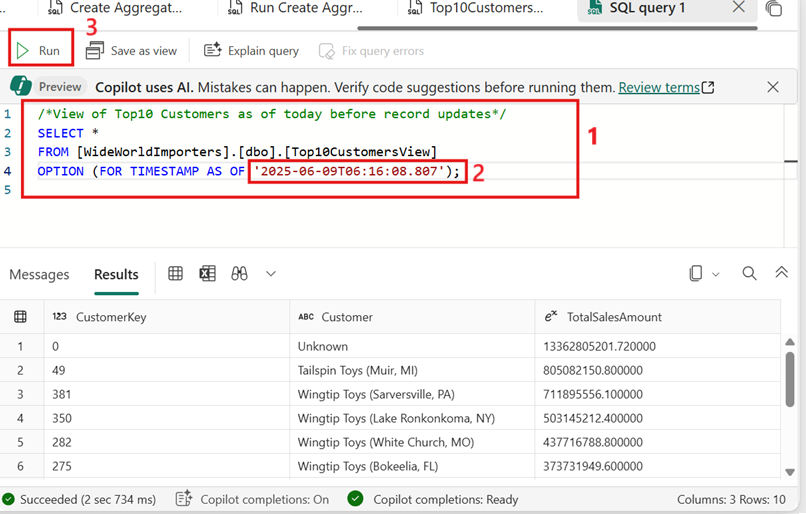 ... Create Aggregat... Run Create Aggr... Top10Customers... SQL query 1
3
Run Save as view Explain query Fix query errors
Preview Copilot uses AI. Mistakes can happen. Verify code suggestions before running them. Review terms
1 /*View of Top10 Customers as of today before record updates*/
2 SELECT *
3 FROM [WideWorldImporters].[dbo].[Top10CustomersView]
4 OPTION (FOR TIMESTAMP AS OF '2025-06-09T06:16:08.807');
5
1
2
Messages Results
123 CustomerKey ABC Customer eˣ TotalSalesAmount
1 0 Unknown 13362805201.720000
2 49 Tailspin Toys (Muir, MI) 805082150.800000
3 381 Wingtip Toys (Sarversville, PA) 711895556.100000
4 350 Wingtip Toys (Lake Ronkonkoma, NY) 503145212.400000
5 282 Wingtip Toys (White Church, MO) 437716788.800000
6 275 Wingtip Toys (Bokeelia, FL) 373731949.600000
Succeeded (2 sec 734 ms) Copilot completions: On Copilot completions: Ready Columns: 3 Rows: 10